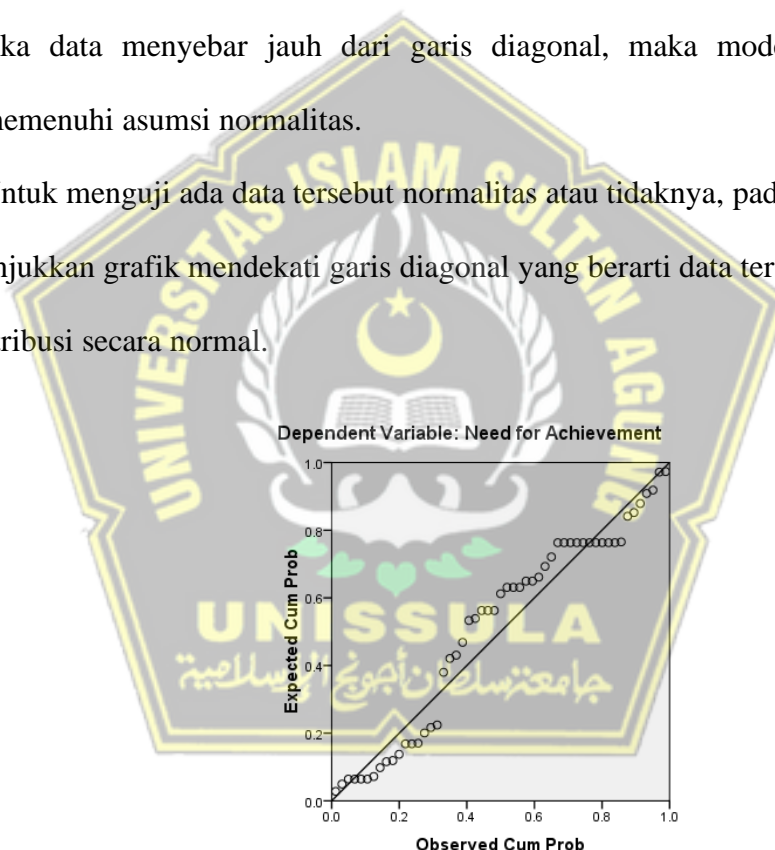 ka data menyebar jauh dari garis diagonal, maka mode
memenuhi asumsi normalitas.
ntuk menguji ada data tersebut normalitas atau tidaknya, pad
njukkan grafik mendekati garis diagonal yang berarti data ter
ribusi secara normal.
UNIVERSITAS ISLAM SULTAN AGUNG
Dependent Variable: Need for Achievement
Expected Cum Prob
1.0
0.8
0.6
0.4
0.2
0.0
0.0 0.2 0.4 0.6 0.8 1.0
Observed Cum Prob
UNISSULA
جامعتنسلطان أجونج الإسلامية